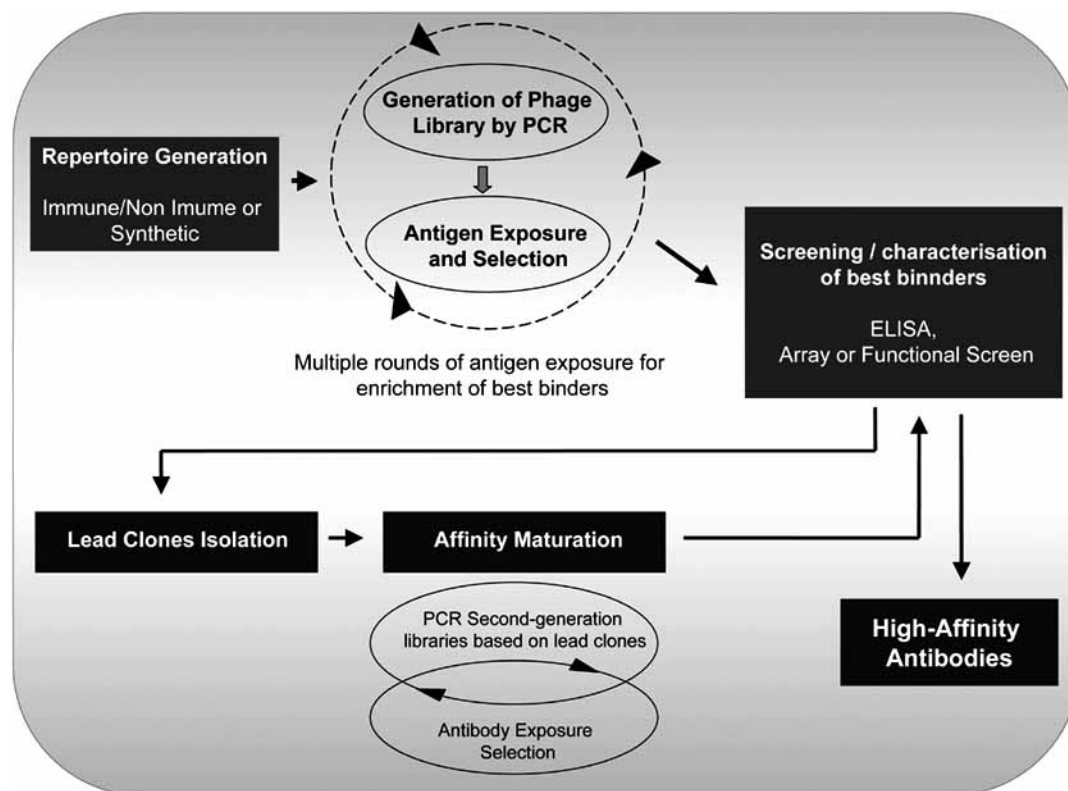 Generation of Phage
Library by PCR
Repertoire Generation
Immune/Non Imume or
Synthetic
Antigen Exposure
and Selection
Multiple rounds of antigen exposure for
enrichment of best binders
Screening / characterisation
of best binnders
ELISA,
Array or Functional Screen
Lead Clones Isolation
Affinity Maturation
PCR Second-generation
libraries based on lead clones
Antibody Exposure
Selection
High-Affinity
Antibodies